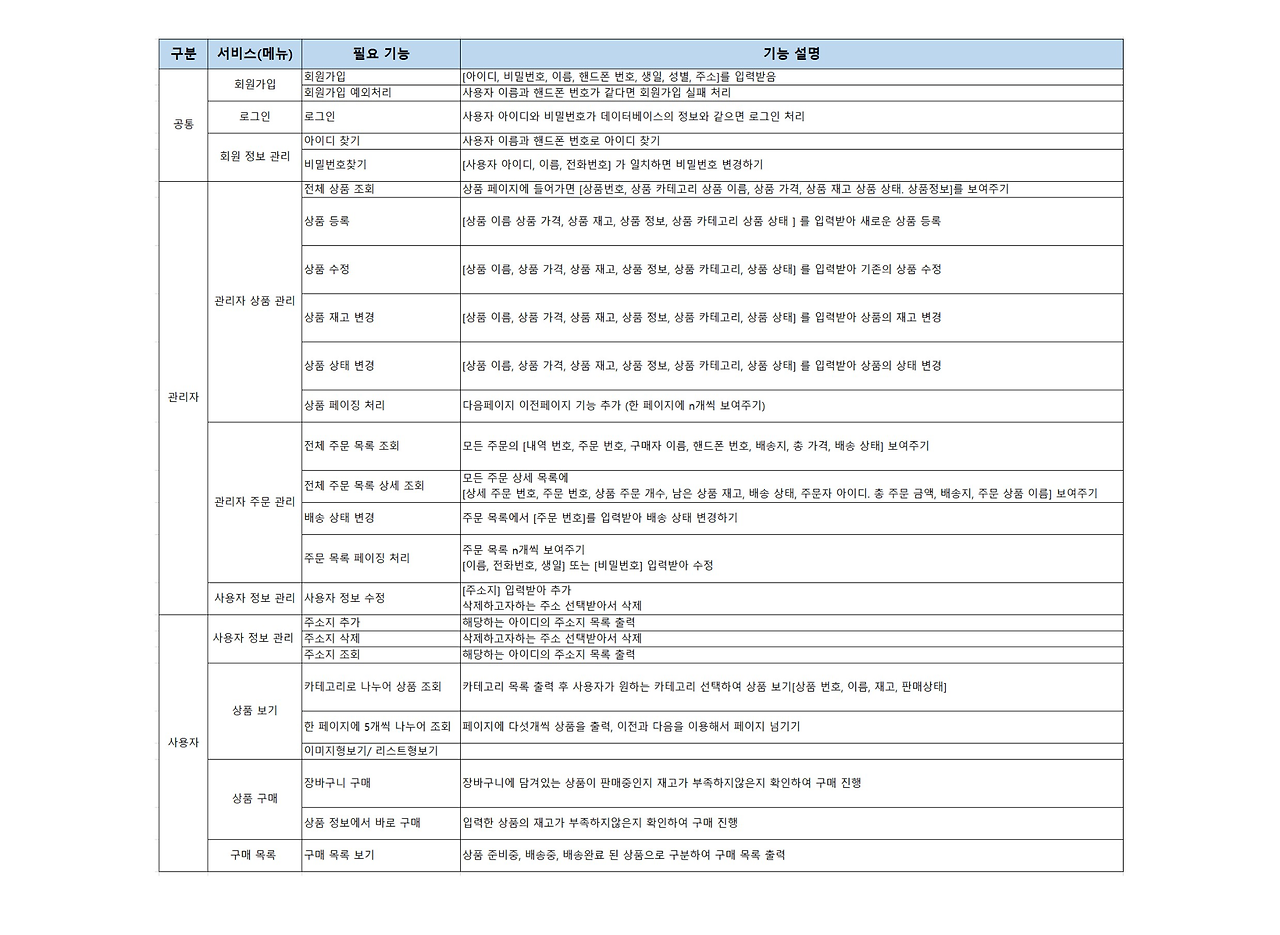 구분 서비스(메뉴) 필요 기능 기능 설명
공통
회원가입
회원가입 [아이디, 비밀번호, 이름, 핸드폰 번호, 생일, 성별, 주소]를 입력받음
회원가입 예외처리 사용자 이름과 핸드폰 번호가 같다면 회원가입 실패 처리
로그인 로그인 사용자 아이디와 비밀번호가 데이터베이스의 정보와 같으면 로그인 처리
회원 정보 관리
아이디 찾기 사용자 이름과 핸드폰 번호로 아이디 찾기
비밀번호찾기 [사용자 아이디, 이름, 전화번호] 가 일치하면 비밀번호 변경하기
관리자
관리자 상품 관리
전체 상품 조회 상품 페이지에 들어가면 [상품번호, 상품 카테고리 상품 이름, 상품 가격, 상품 재고 상품 상태. 상품정보]를 보여주기
상품 등록 [상품 이름 상품 가격, 상품 재고, 상품 정보, 상품 카테고리 상품 상태 ] 를 입력받아 새로운 상품 등록
상품 수정 [상품 이름, 상품 가격, 상품 재고, 상품 정보, 상품 카테고리, 상품 상태] 를 입력받아 기존의 상품 수정
상품 재고 변경 [상품 이름, 상품 가격, 상품 재고, 상품 정보, 상품 카테고리, 상품 상태] 를 입력받아 상품의 재고 변경
상품 상태 변경 [상품 이름, 상품 가격, 상품 재고, 상품 정보, 상품 카테고리, 상품 상태] 를 입력받아 상품의 상태 변경
상품 페이징 처리 다음페이지 이전페이지 기능 추가 (한 페이지에 n개씩 보여주기)
관리자 주문 관리
전체 주문 목록 조회 모든 주문의 [내역 번호, 주문 번호, 구매자 이름, 핸드폰 번호, 배송지, 총 가격, 배송 상태] 보여주기
전체 주문 목록 상세 조회 모든 주문 상세 목록에
[상세 주문 번호, 주문 번호, 상품 주문 개수, 남은 상품 재고, 배송 상태, 주문자 아이디. 총 주문 금액, 배송지, 주문 상품 이름] 보여주기
배송 상태 변경 주문 목록에서 [주문 번호]를 입력받아 배송 상태 변경하기
주문 목록 페이징 처리 주문 목록 n개씩 보여주기
[이름, 전화번호, 생일] 또는 [비밀번호] 입력받아 수정
사용자 정보 관리 사용자 정보 수정 [주소지] 입력받아 추가
삭제하고자하는 주소 선택받아서 삭제
사용자
사용자 정보 관리
주소지 추가 해당하는 아이디의 주소지 목록 출력
주소지 삭제 삭제하고자하는 주소 선택받아서 삭제
주소지 조회 해당하는 아이디의 주소지 목록 출력
상품 보기
카테고리로 나누어 상품 조회 카테고리 목록 출력 후 사용자가 원하는 카테고리 선택하여 상품 보기[상품 번호, 이름, 재고, 판매상태]
한 페이지에 5개씩 나누어 조회 페이지에 다섯개씩 상품을 출력, 이전과 다음을 이용해서 페이지 넘기기
이미지형보기/ 리스트형보기
상품 구매
장바구니 구매 장바구니에 담겨있는 상품이 판매중인지 재고가 부족하지않은지 확인하여 구매 진행
상품 정보에서 바로 구매 입력한 상품의 재고가 부족하지않은지 확인하여 구매 진행
구매 목록 구매 목록 보기 상품 준비중, 배송중, 배송완료 된 상품으로 구분하여 구매 목록 출력